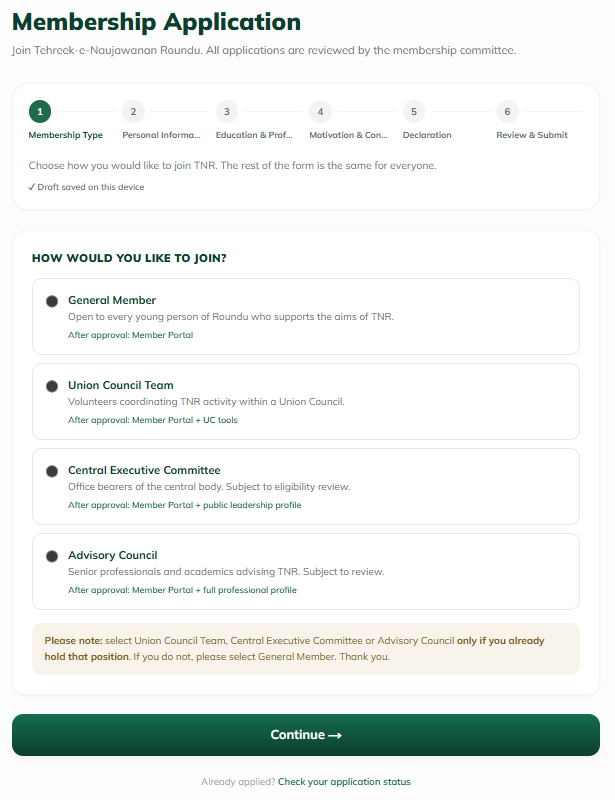 Membership Application
Join Tehreek-e-Naujawanan Roundu. All applications are reviewed by the membership committee.
1
2
3
4
5
6
Membership Type
Personal Informa...
Education & Prof...
Motivation & Con...
Declaration
Review & Submit
Choose how you would like to join TNR. The rest of the form is the same for everyone.
✓ Draft saved on this device
HOW WOULD YOU LIKE TO JOIN?
General Member
Open to every young person of Roundu who supports the aims of TNR.
After approval: Member Portal
Union Council Team
Volunteers coordinating TNR activity within a Union Council.
After approval: Member Portal + UC tools
Central Executive Committee
Office bearers of the central body. Subject to eligibility review.
After approval: Member Portal + public leadership profile
Advisory Council
Senior professionals and academics advising TNR. Subject to review.
After approval: Member Portal + full professional profile
Please note: select Union Council Team, Central Executive Committee or Advisory Council only if you already
hold that position. If you do not, please select General Member. Thank you.
Continue →
Already applied? Check your application status